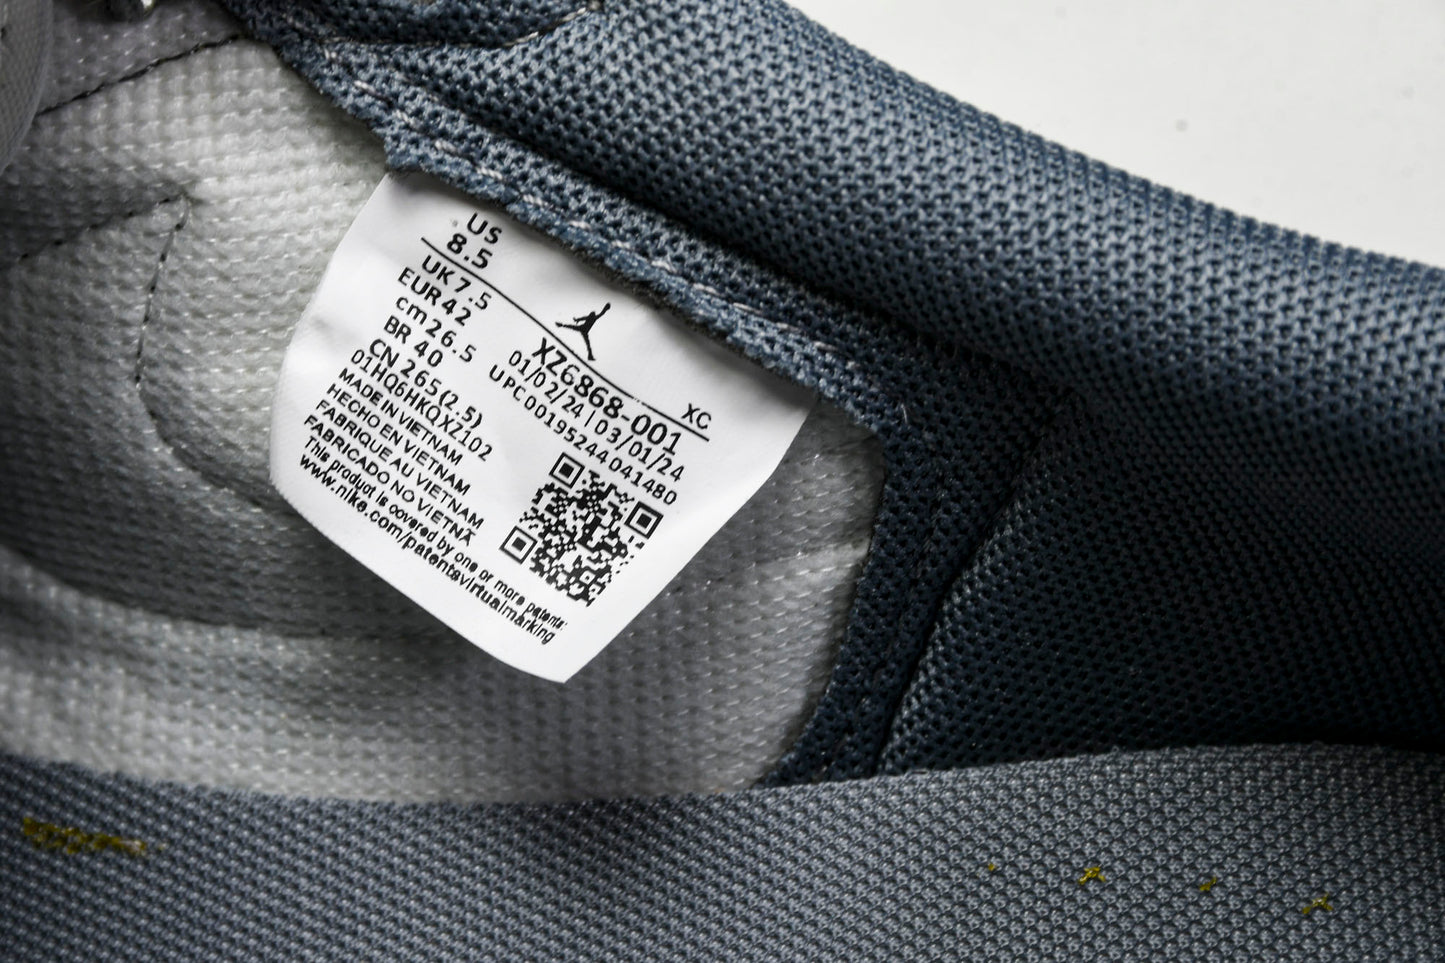 US
8.5
UK 7.5
EUR 42
cm 26.5
BR 40
CN 265(2.5)
01HQ6HKQXZ102
MADE IN VIETNAM
HECHO EN VIETNAM
FABRIQUE AU VIETNAM
FABRICADO NO VIETNÃ
This product is covered by one or more patents:
www.nike.com/patentsvirtualmarking
XC
XZ6868-001
01/02/24 | 03/01/24
UPC00195244041480